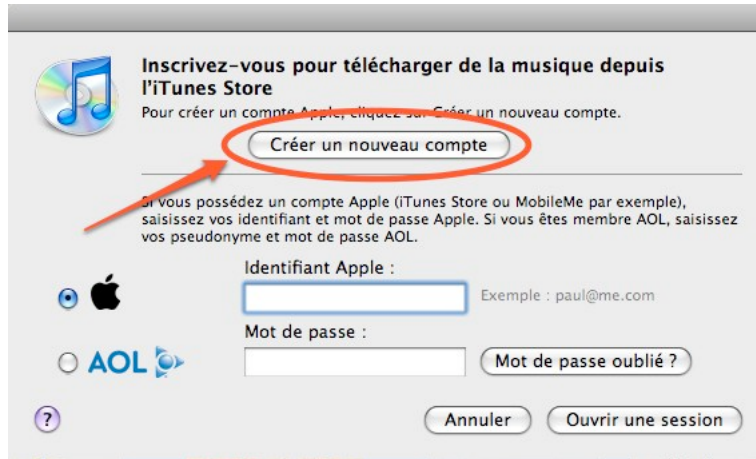 Inscrivez-vous pour télécharger de la musique depuis
l'iTunes Store
Pour créer un compte Apple, cliquez sur Créer un nouveau compte.
Créer un nouveau compte
Si vous possédez un compte Apple (iTunes Store ou MobileMe par exemple),
saisissez vos identifiant et mot de passe Apple. Si vous êtes membre AOL, saisissez
vos pseudonyme et mot de passe AOL.
Identifiant Apple :
Exemple : paul@me.com
Mot de passe :
AOL
Mot de passe oublié ?
?
Annuler
Ouvrir une session